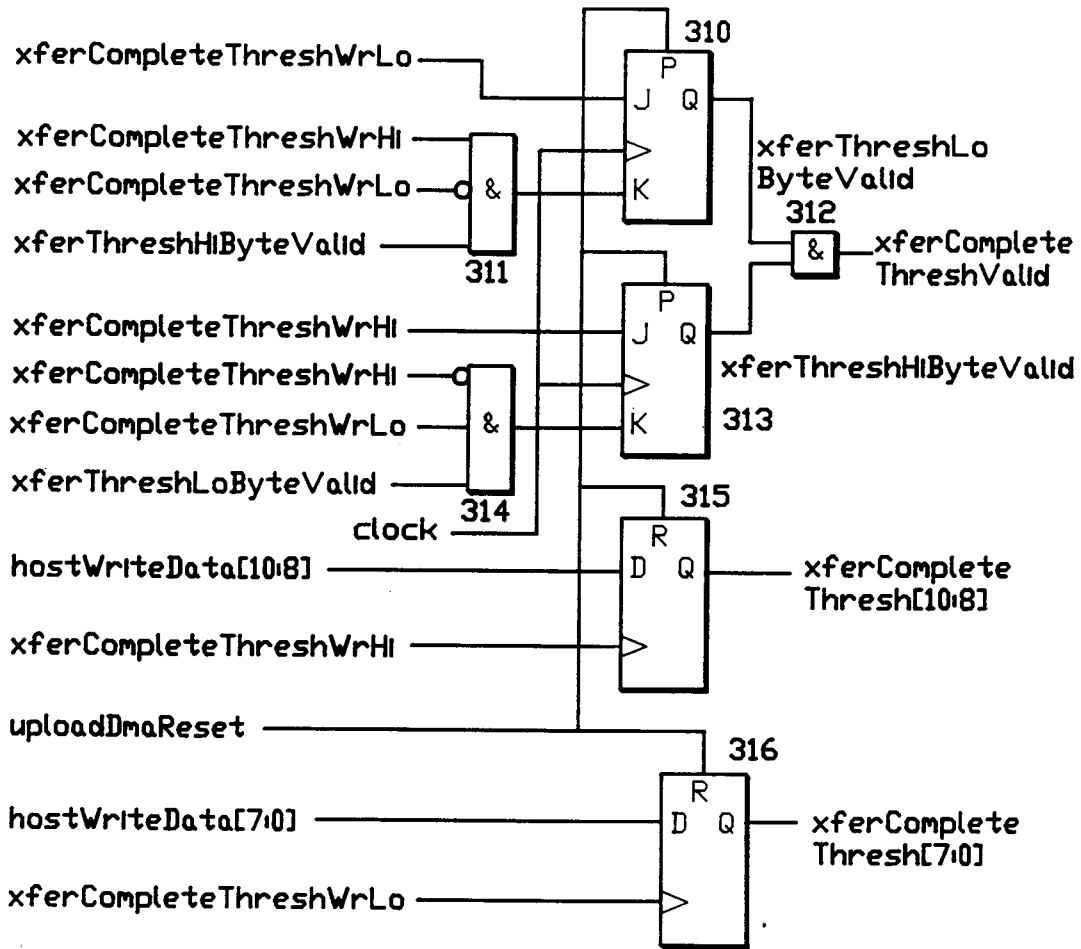 310
xferCompleteThreshWrLo
P
J Q
xferCompleteThreshWrHi
xferThreshLo
ByteValid
xferCompleteThreshWrLo
&
K
312
xferThreshHiByteValid
&
xferComplete
ThreshValid
311
P
xferCompleteThreshWrHi
J Q
xferCompleteThreshWrHi
xferThreshHiByteValid
xferCompleteThreshWrLo
&
K
313
xferThreshLoByteValid
314
315
clock
R
hostWriteData[10:8]
D Q
xferComplete
Thresh[10:8]
xferCompleteThreshWrHi
uploadDmaReset
316
R
hostWriteData[7:0]
D Q
xferComplete
Thresh[7:0]
xferCompleteThreshWrLo